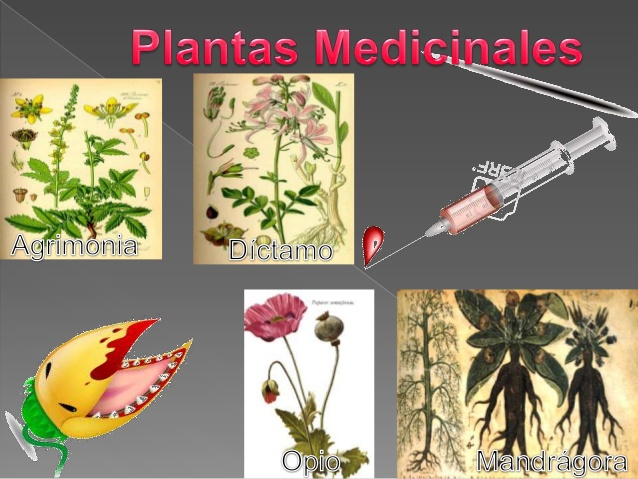 Plantas Medicinales
Agrimonia
Díctamo
Opio
Mandrágora